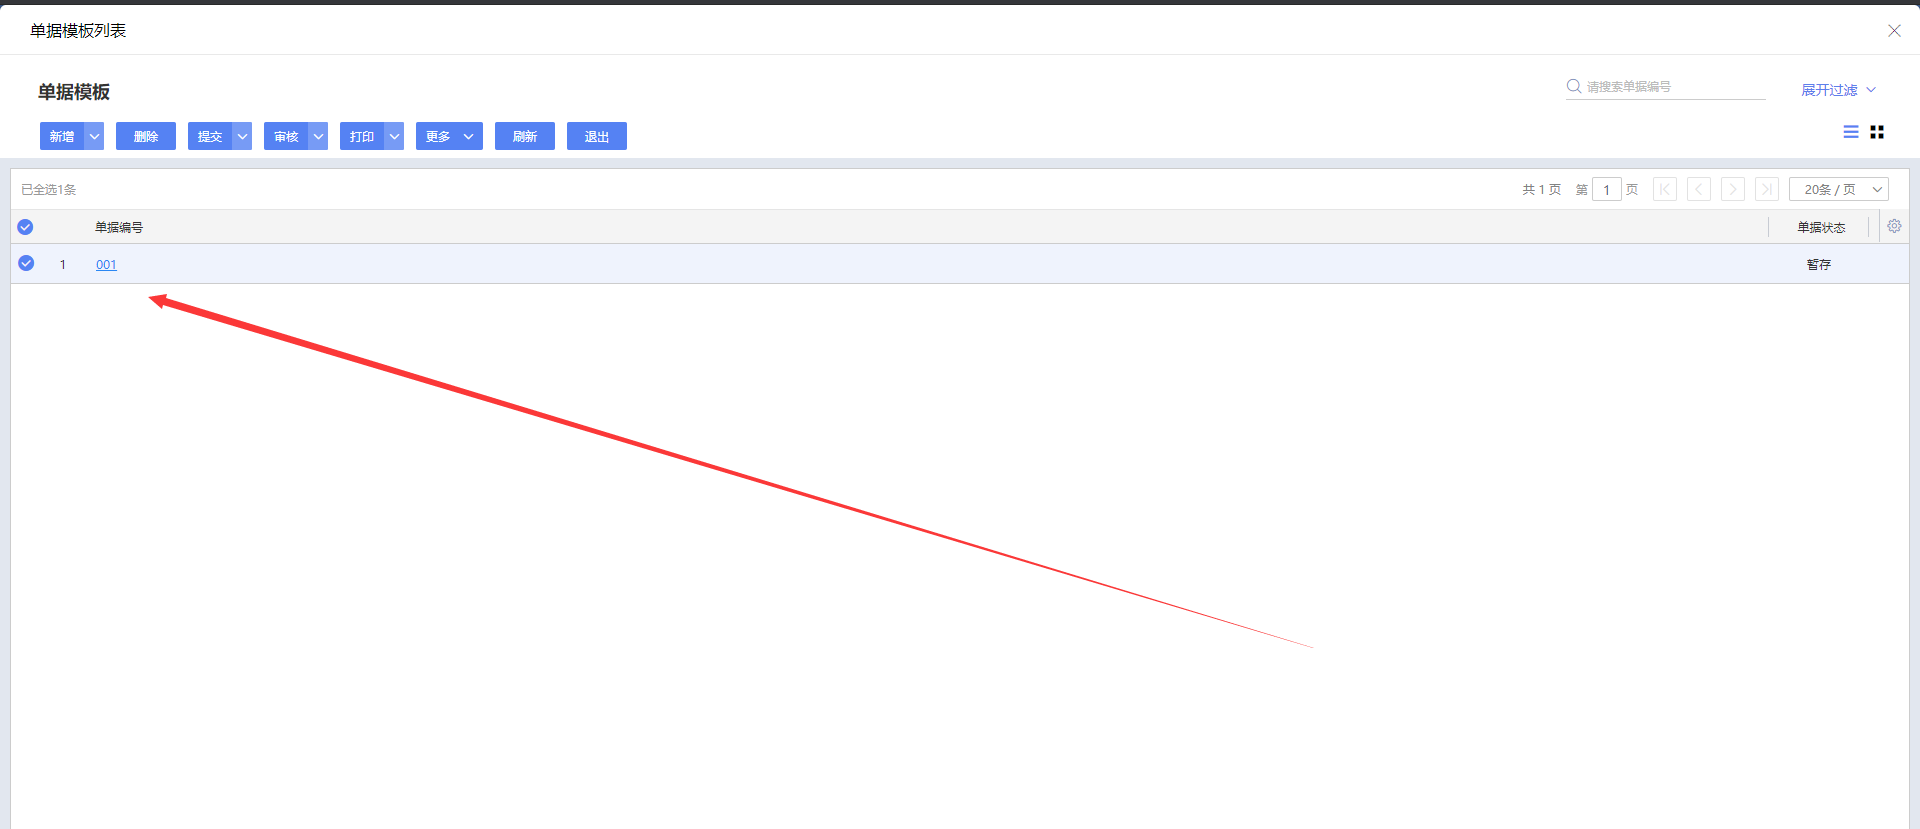 单据模板列表
单据模板
请搜索单据编号
展开过滤
新增 删除 提交 审核 打印 更多 刷新 退出
已全选1条
共 1 页 第 1 页 20条 / 页
单据编号 单据状态
1 001 暂存